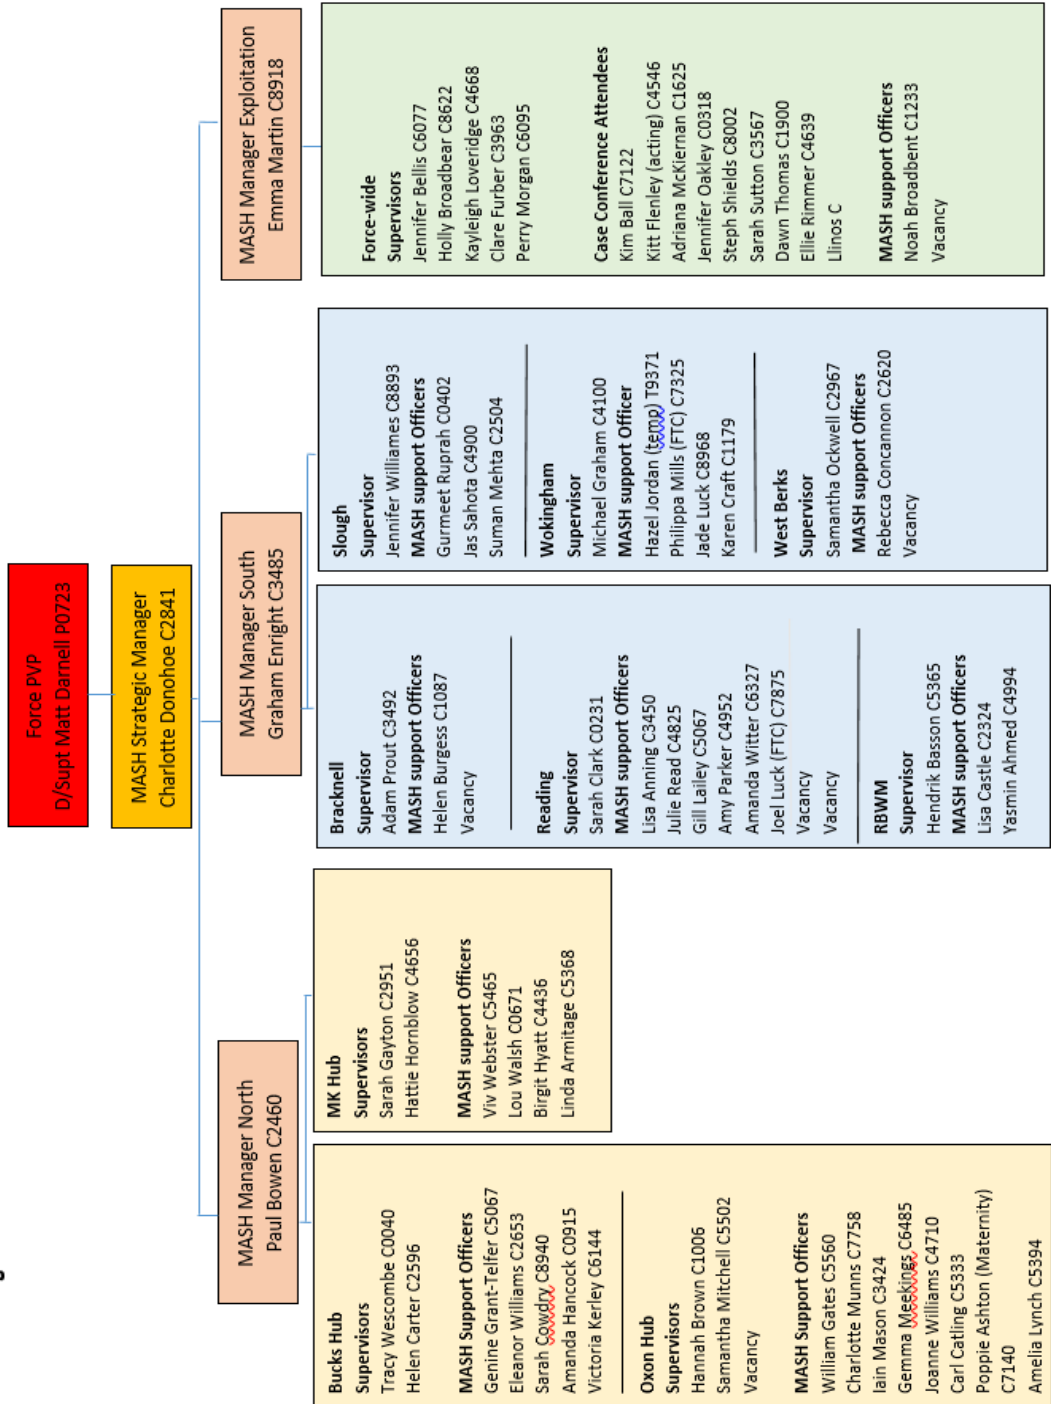 Force PVP
D/Supt Matt Darnell P0723
MASH Strategic Manager
Charlotte Donohoe C2841
MASH Manager North
Paul Bowen C2460
MASH Manager South
Graham Enright C3485
MASH Manager Exploitation
Emma Martin C8918
Bucks Hub
Supervisors
Tracy Wescombe C0040
Helen Carter C2596
MASH Support Officers
Genine Grant-Telfer C5067
Eleanor Williams C2653
Sarah Cowdry C8940
Amanda Hancock C0915
Victoria Kerley C6144
Oxon Hub
Supervisors
Hannah Brown C1006
Samantha Mitchell C5502
Vacancy
MASH Support Officers
William Gates C5560
Charlotte Munns C7758
Iain Mason C3424
Gemma Meekings C6485
Joanne Williams C4710
Carl Catling C5333
Poppie Ashton (Maternity)
C7140
Amelia Lynch C5394
MK Hub
Supervisors
Sarah Gayton C2951
Hattie Hornblow C4656
MASH support Officers
Viv Webster C5465
Lou Walsh C0671
Birgit Hyatt C4436
Linda Armitage C5368
Bracknell
Supervisor
Adam Prout C3492
MASH support Officers
Helen Burgess C1087
Vacancy
Reading
Supervisor
Sarah Clark C0231
MASH support Officers
Lisa Anning C3450
Julie Read C4825
Gill Lailey C5067
Amy Parker C4952
Amanda Witter C6327
Joel Luck (FTC) C7875
Vacancy
Vacancy
RBWM
Supervisor
Hendrik Basson C5365
MASH support Officers
Lisa Castle C2324
Yasmin Ahmed C4994
Slough
Supervisor
Jennifer Williames C8893
MASH support Officers
Gurmeet Ruprah C0402
Jas Sahota C4900
Suman Mehta C2504
Wokingham
Supervisor
Michael Graham C4100
MASH support Officer
Hazel Jordan (temp) T9371
Philippa Mills (FTC) C7325
Jade Luck C8968
Karen Craft C1179
West Berks
Supervisor
Samantha Ockwell C2967
MASH support Officers
Rebecca Concannon C2620
Vacancy
Force-wide
Supervisors
Jennifer Bellis C6077
Holly Broadbear C8622
Kayleigh Loveridge C4668
Clare Furber C3963
Perry Morgan C6095
Case Conference Attendees
Kim Ball C7122
Kitt Flenley (acting) C4546
Adriana McKiernan C1625
Jennifer Oakley C0318
Steph Shields C8002
Sarah Sutton C3567
Dawn Thomas C1900
Ellie Rimmer C4639
Llinos C
MASH support Officers
Noah Broadbent C1233
Vacancy